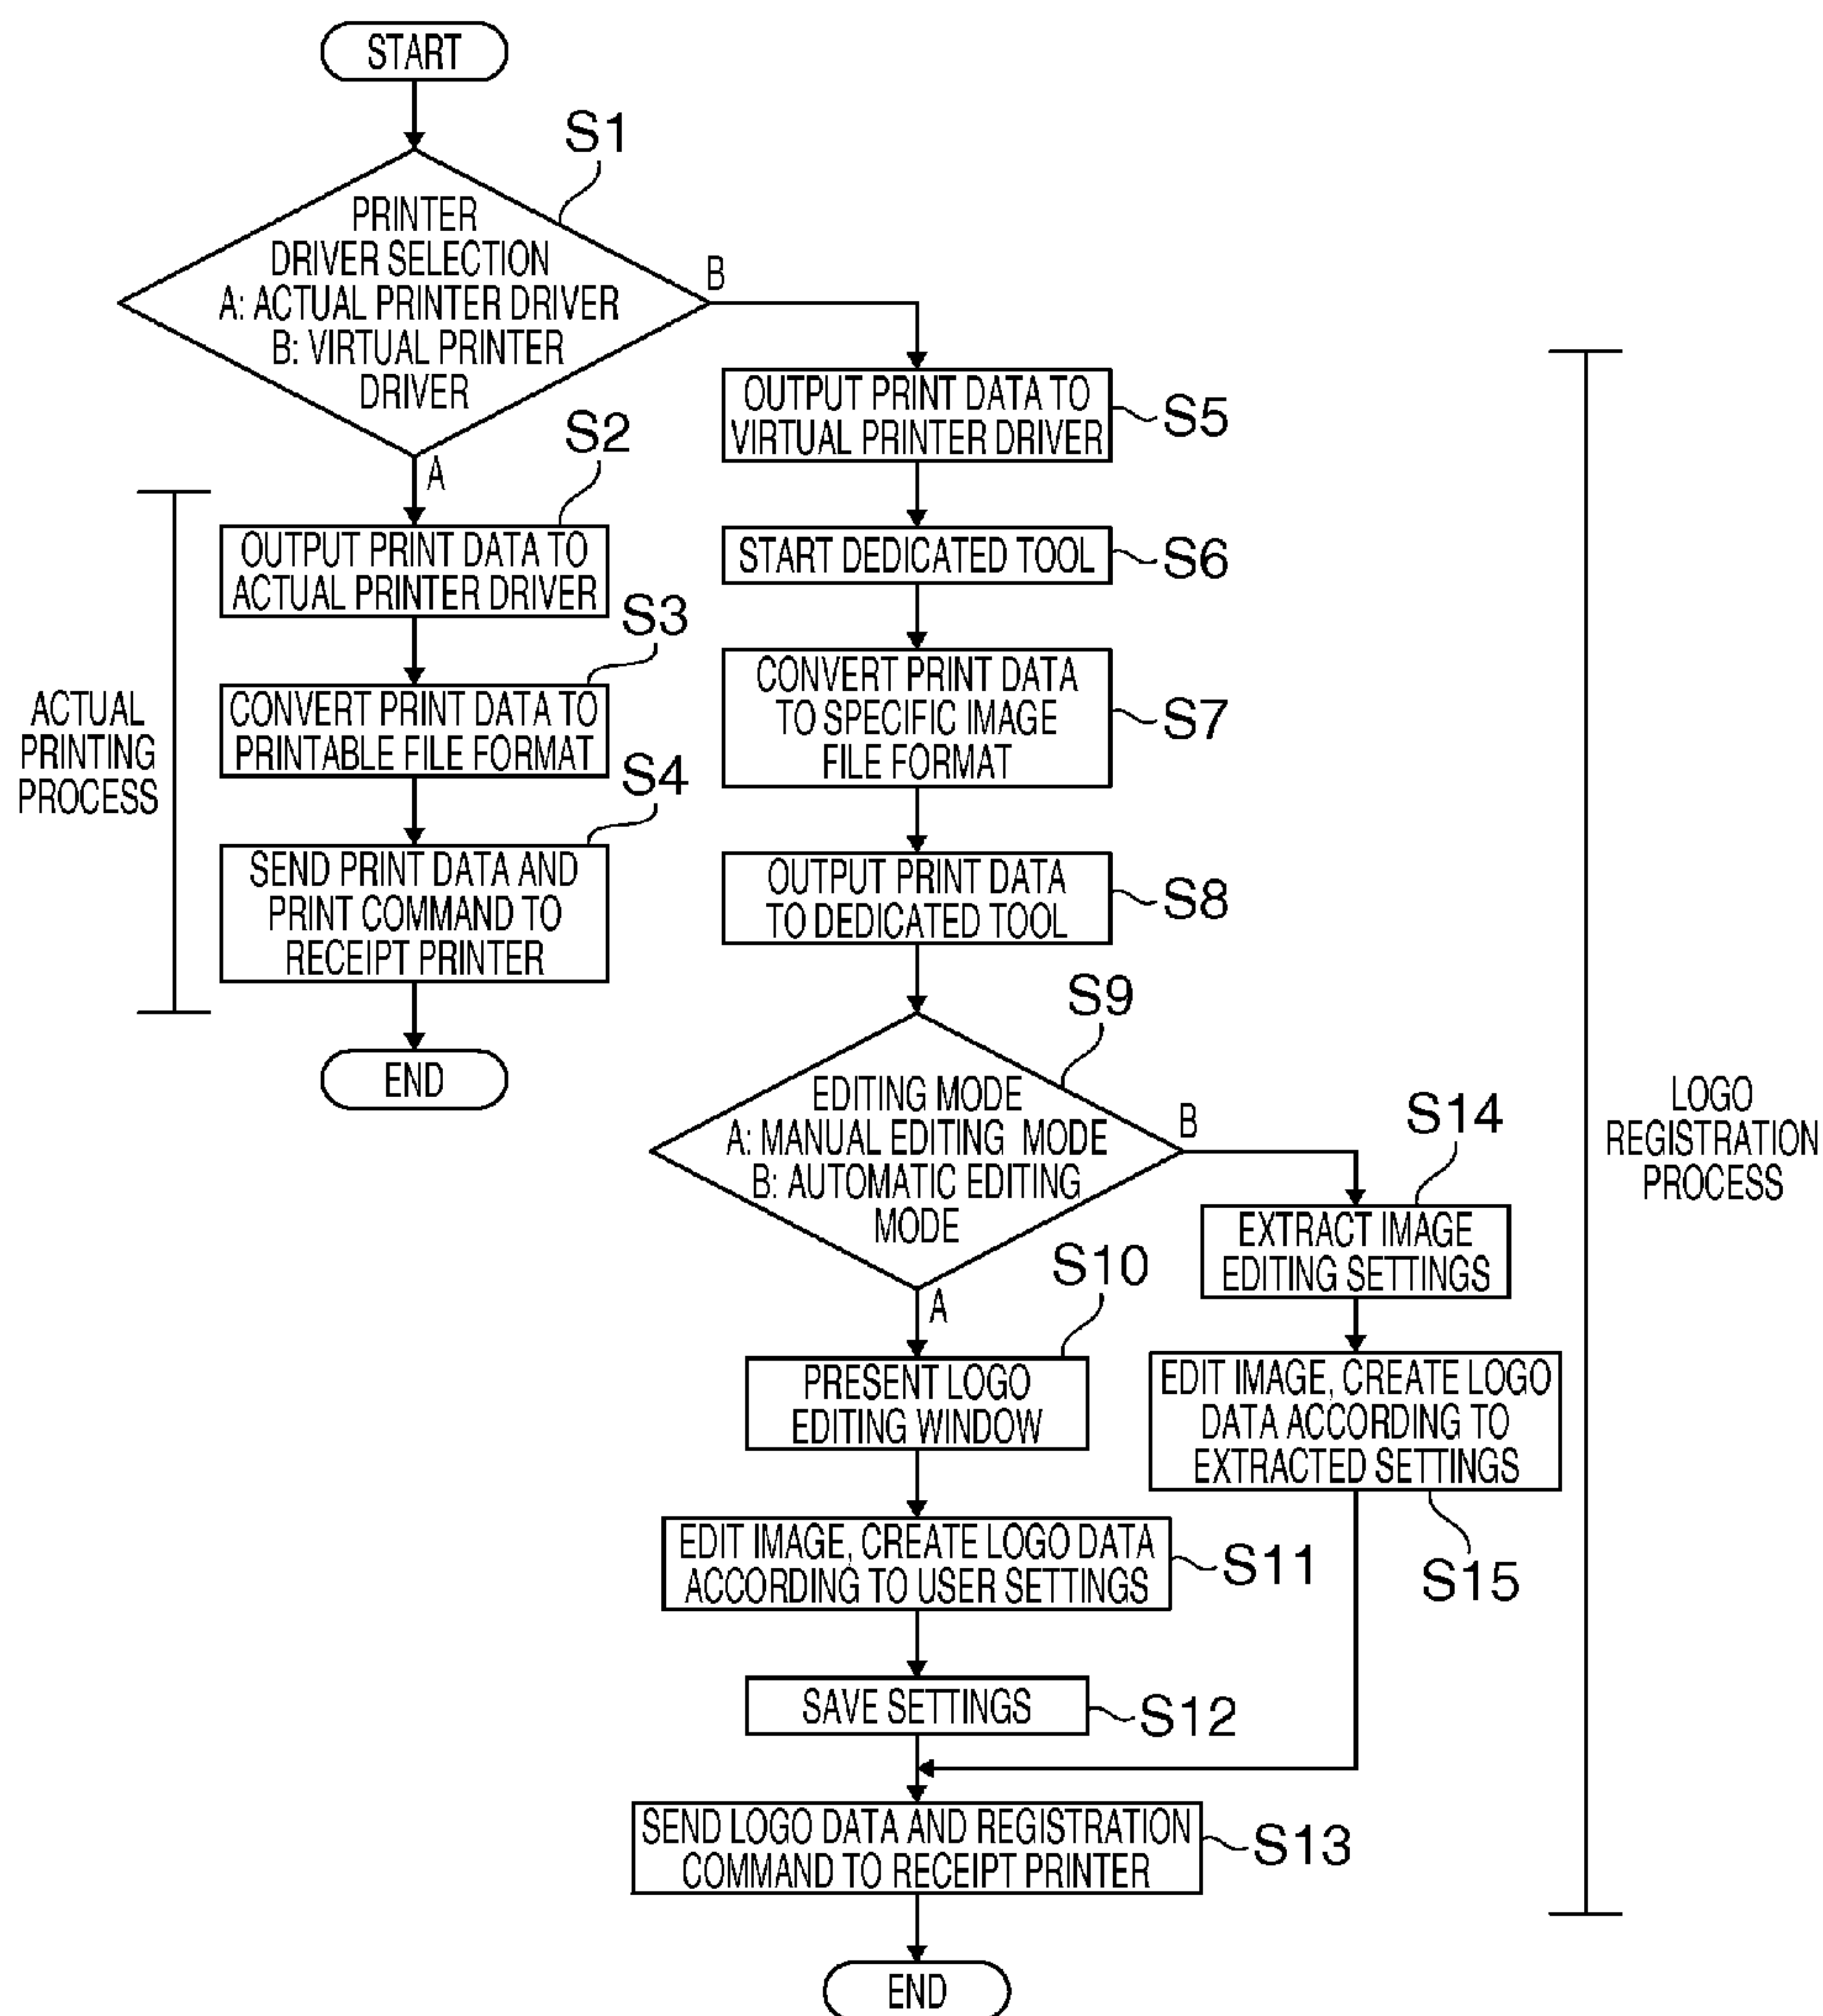 START
S1
PRINTER
DRIVER SELECTION
A: ACTUAL PRINTER DRIVER
B: VIRTUAL PRINTER
DRIVER
B
A
ACTUAL
PRINTING
PROCESS
S2
OUTPUT PRINT DATA TO
ACTUAL PRINTER DRIVER
S3
CONVERT PRINT DATA TO
PRINTABLE FILE FORMAT
S4
SEND PRINT DATA AND
PRINT COMMAND TO
RECEIPT PRINTER
END
OUTPUT PRINT DATA TO
VIRTUAL PRINTER DRIVER
S5
START DEDICATED TOOL
S6
CONVERT PRINT DATA
TO SPECIFIC IMAGE
FILE FORMAT
S7
OUTPUT PRINT DATA
TO DEDICATED TOOL
S8
S9
EDITING MODE
A: MANUAL EDITING MODE
B: AUTOMATIC EDITING
MODE
B
A
S10
PRESENT LOGO
EDITING WINDOW
EDIT IMAGE, CREATE LOGO DATA
ACCORDING TO USER SETTINGS
S11
SAVE SETTINGS
S12
S14
EXTRACT IMAGE
EDITING SETTINGS
EDIT IMAGE, CREATE LOGO
DATA ACCORDING TO
EXTRACTED SETTINGS
S15
SEND LOGO DATA AND REGISTRATION
COMMAND TO RECEIPT PRINTER
S13
END
LOGO
REGISTRATION
PROCESS